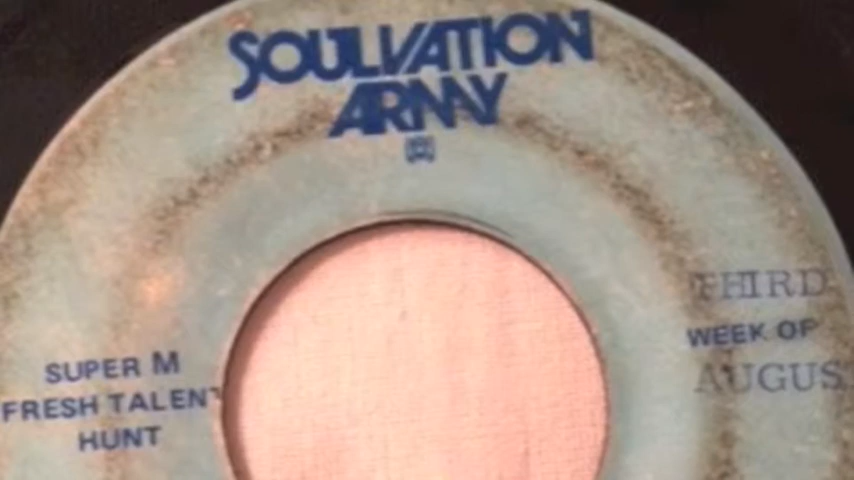 SOULVATION
ARMY
SUPER M
FRESH TALENT
HUNT
THIRD
WEEK OF
AUGUS